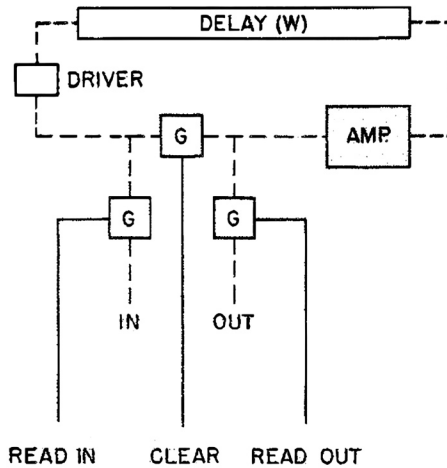 DELAY (W)
DRIVER
G
AMP.
G
G
IN
OUT
READ IN
CLEAR
READ OUT